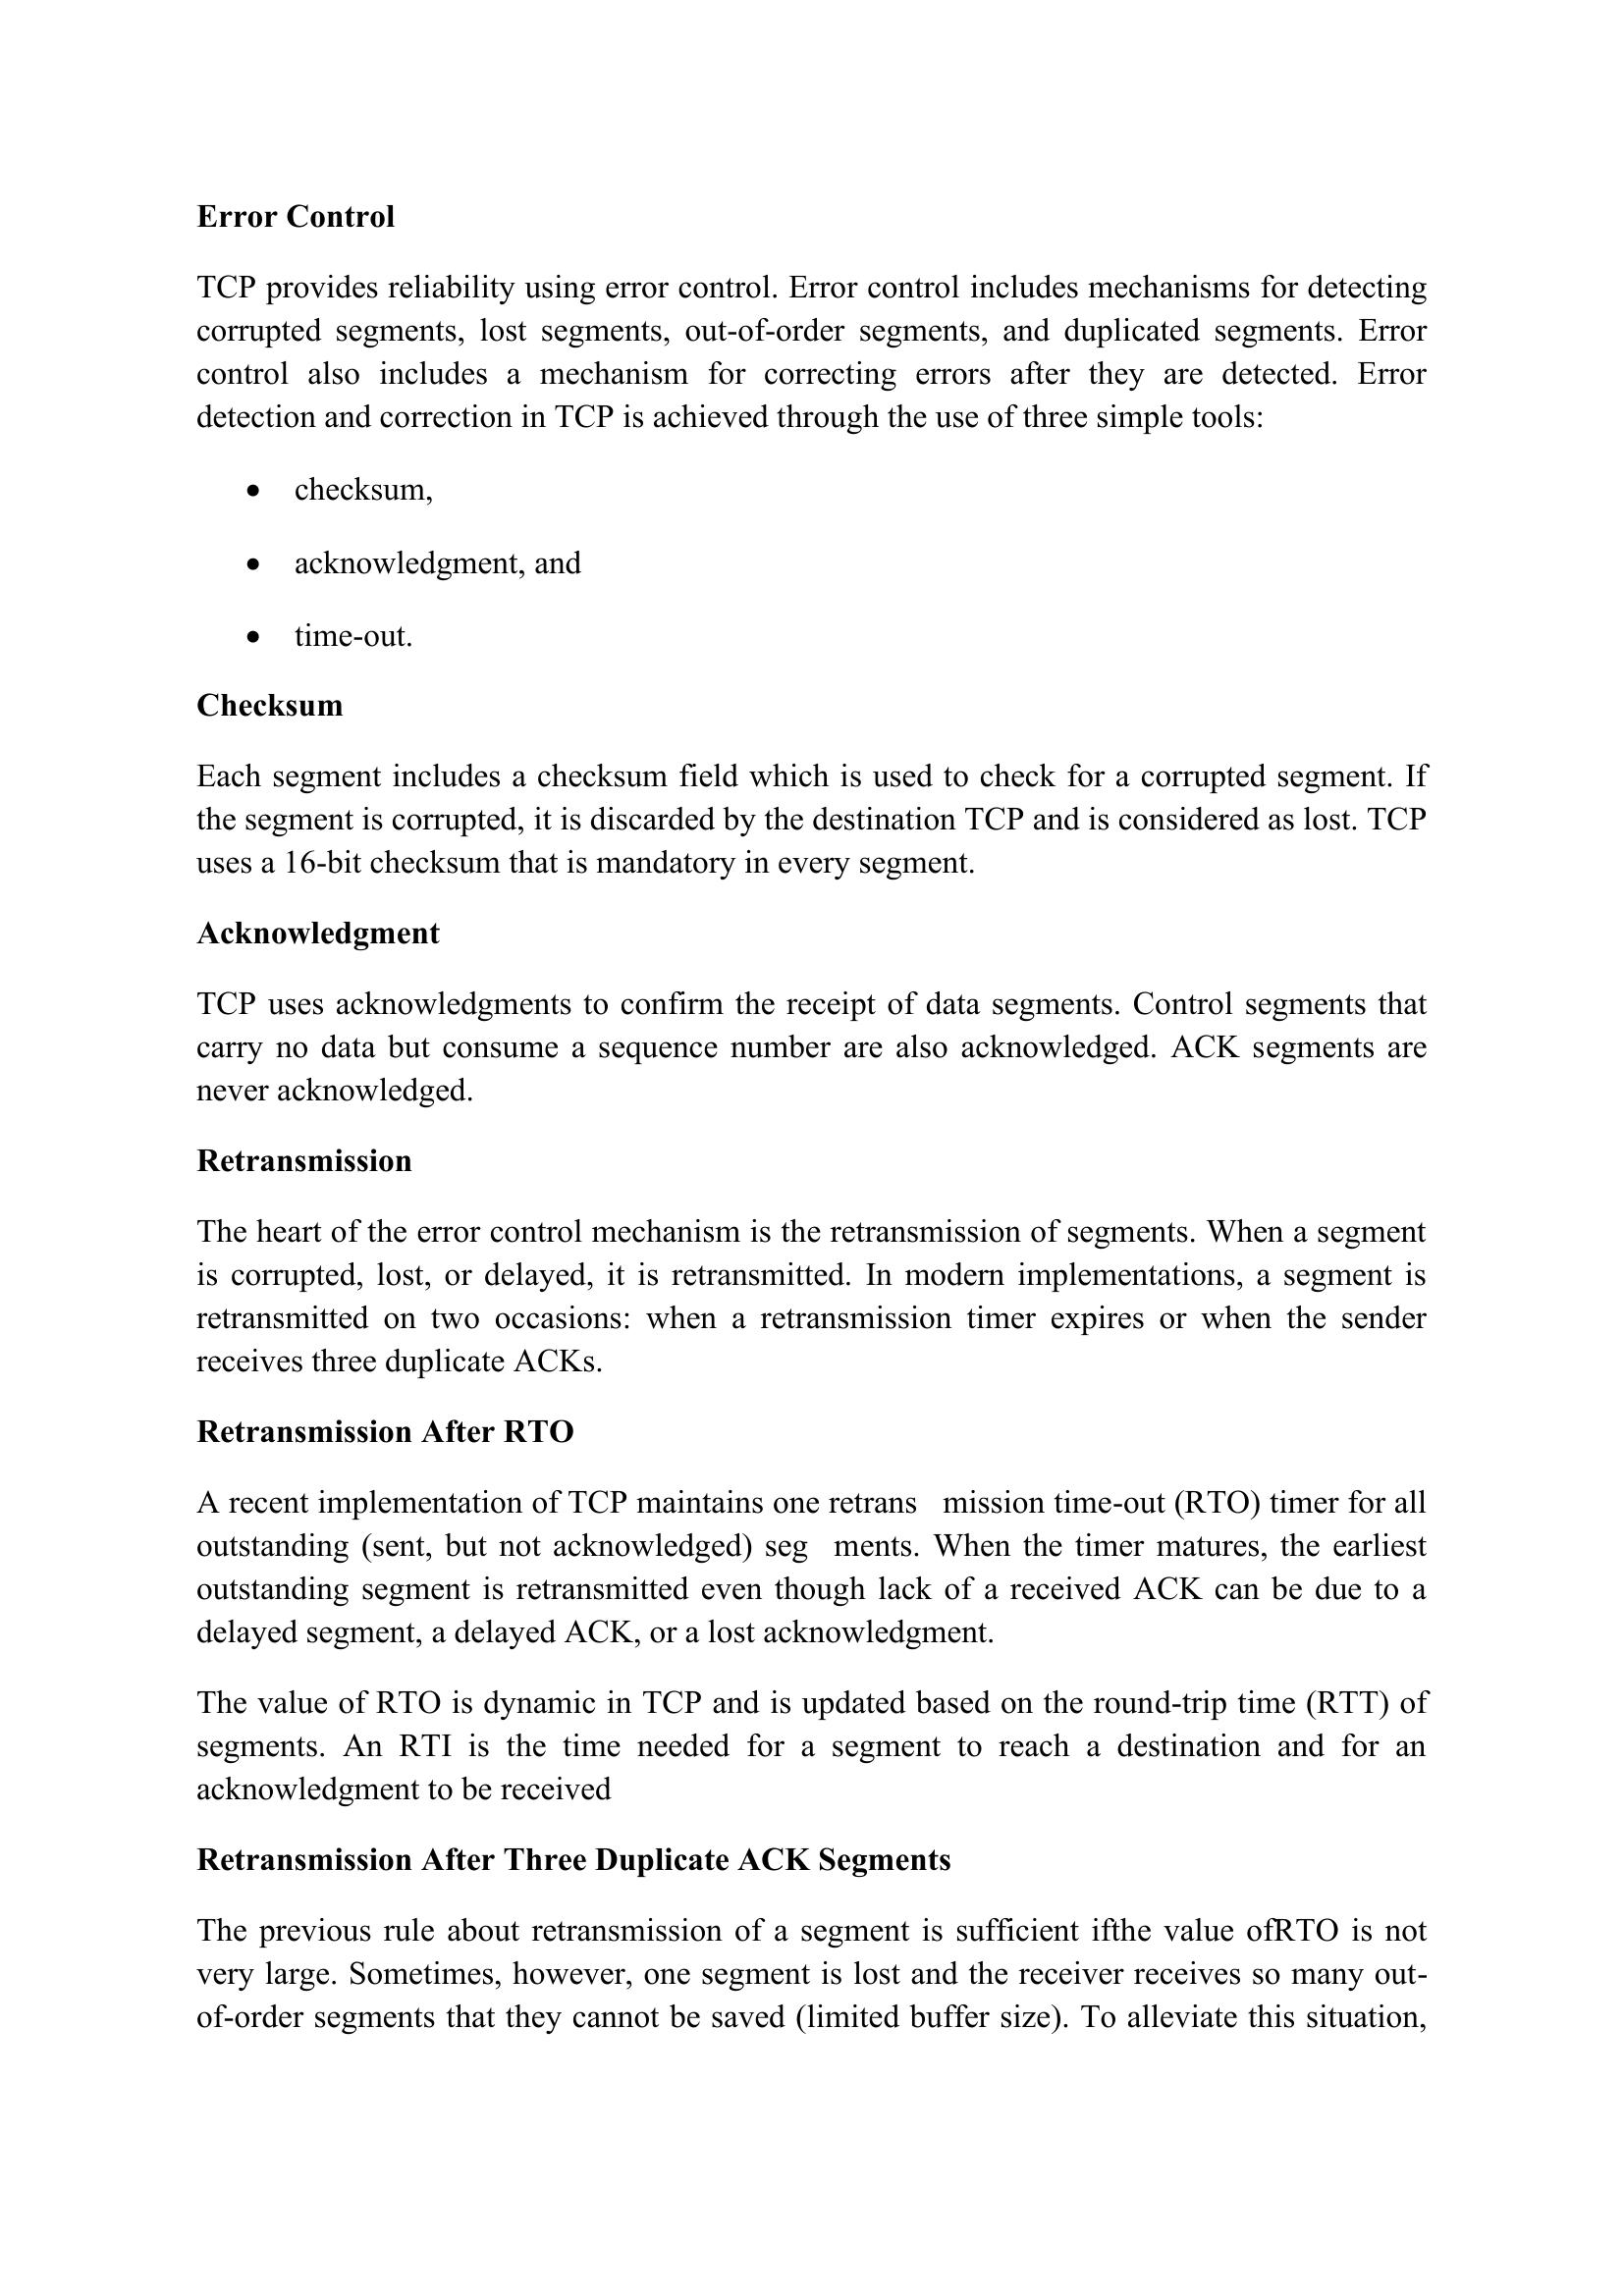 Error Control
TCP provides reliability using error control. Error control includes mechanisms for detecting
corrupted segments, lost segments, out-of-order segments, and duplicated segments. Error
control also includes a mechanism for correcting errors after they are detected. Error
detection and correction in TCP is achieved through the use of three simple tools:
• checksum,
• acknowledgment, and
• time-out.
Checksum
Each segment includes a checksum field which is used to check for a corrupted segment. If
the segment is corrupted, it is discarded by the destination TCP and is considered as lost. TCP
uses a 16-bit checksum that is mandatory in every segment.
Acknowledgment
TCP uses acknowledgments to confirm the receipt of data segments. Control segments that
carry no data but consume a sequence number are also acknowledged. ACK segments are
never acknowledged.
Retransmission
The heart of the error control mechanism is the retransmission of segments. When a segment
is corrupted, lost, or delayed, it is retransmitted. In modern implementations, a segment is
retransmitted on two occasions: when a retransmission timer expires or when the sender
receives three duplicate ACKs.
Retransmission After RTO
A recent implementation of TCP maintains one retrans mission time-out (RTO) timer for all
outstanding (sent, but not acknowledged) seg ments. When the timer matures, the earliest
outstanding segment is retransmitted even though lack of a received ACK can be due to a
delayed segment, a delayed ACK, or a lost acknowledgment.
The value of RTO is dynamic in TCP and is updated based on the round-trip time (RTT) of
segments. An RTI is the time needed for a segment to reach a destination and for an
acknowledgment to be received
Retransmission After Three Duplicate ACK Segments
The previous rule about retransmission of a segment is sufficient ifthe value ofRTO is not
very large. Sometimes, however, one segment is lost and the receiver receives so many out-
of-order segments that they cannot be saved (limited buffer size). To alleviate this situation,